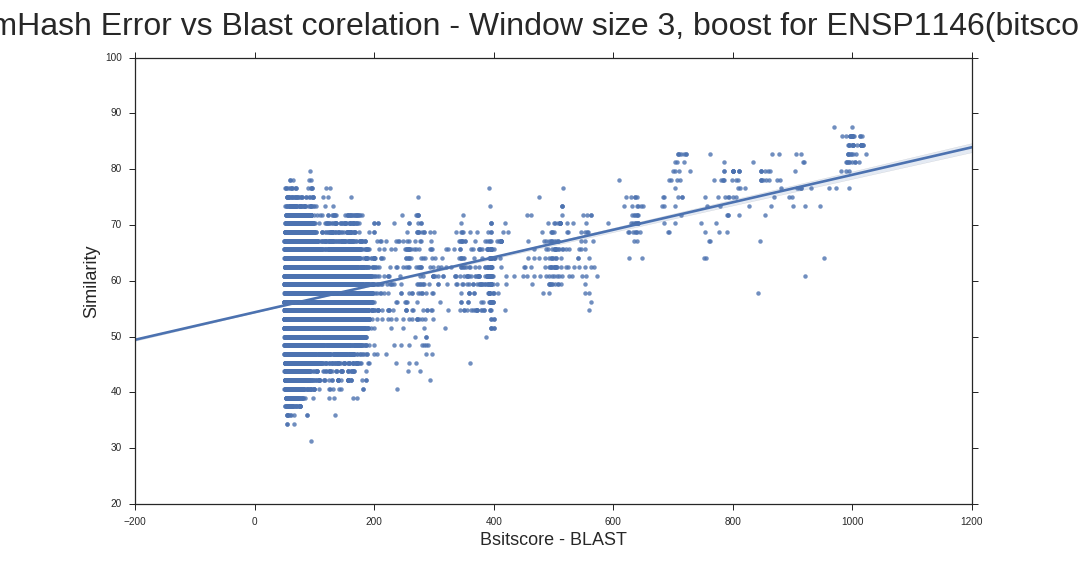 mHash Error vs Blast corelation - Window size 3, boost for ENSP1146(bitsco
100
90
80
70
60
50
40
30
20
Similarity
−200 0 200 400 600 800 1000 1200
Bsitscore - BLAST